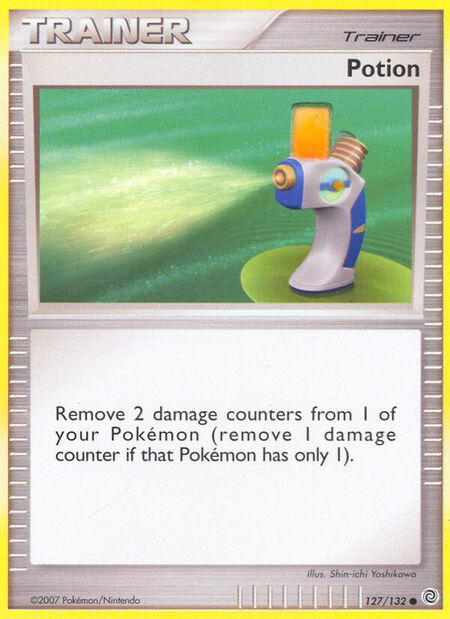 TRAINER
Trainer
Potion
Remove 2 damage counters from 1 of
your Pokémon (remove 1 damage
counter if that Pokémon has only 1).
Illus. Shin-ichi Yoshikawa
©2007 Pokémon/Nintendo
127/132